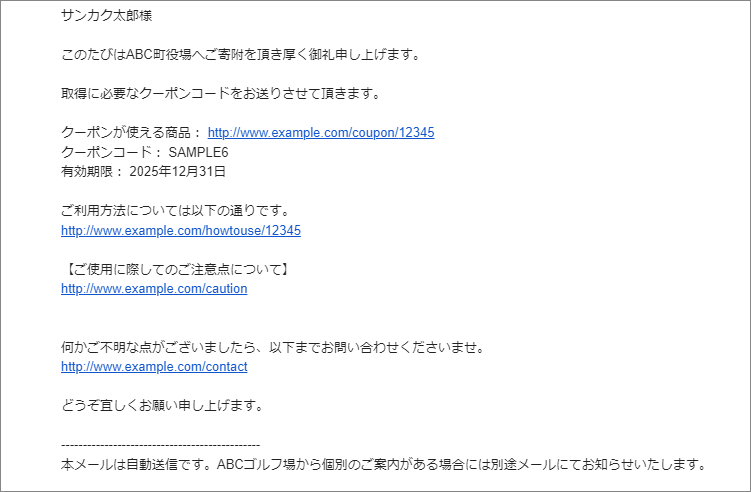 サンカク太郎様
このたびはABC町役場へご寄附を頂き厚く御礼申し上げます。
取得に必要なクーポンコードをお送りさせて頂きます。
クーポンが使える商品： http://www.example.com/coupon/12345
クーポンコード： SAMPLE6
有効期限： 2025年12月31日
ご利用方法については以下の通りです。
http://www.example.com/howtouse/12345
【ご使用に際してのご注意点について】
http://www.example.com/caution
何かご不明な点がございましたら、以下までお問い合わせくださいませ。
http://www.example.com/contact
どうぞ宜しくお願い申し上げます。
----------------------------------------------
本メールは自動送信です。ABCゴルフ場から個別のご案内がある場合には別途メールにてお知らせいたします。